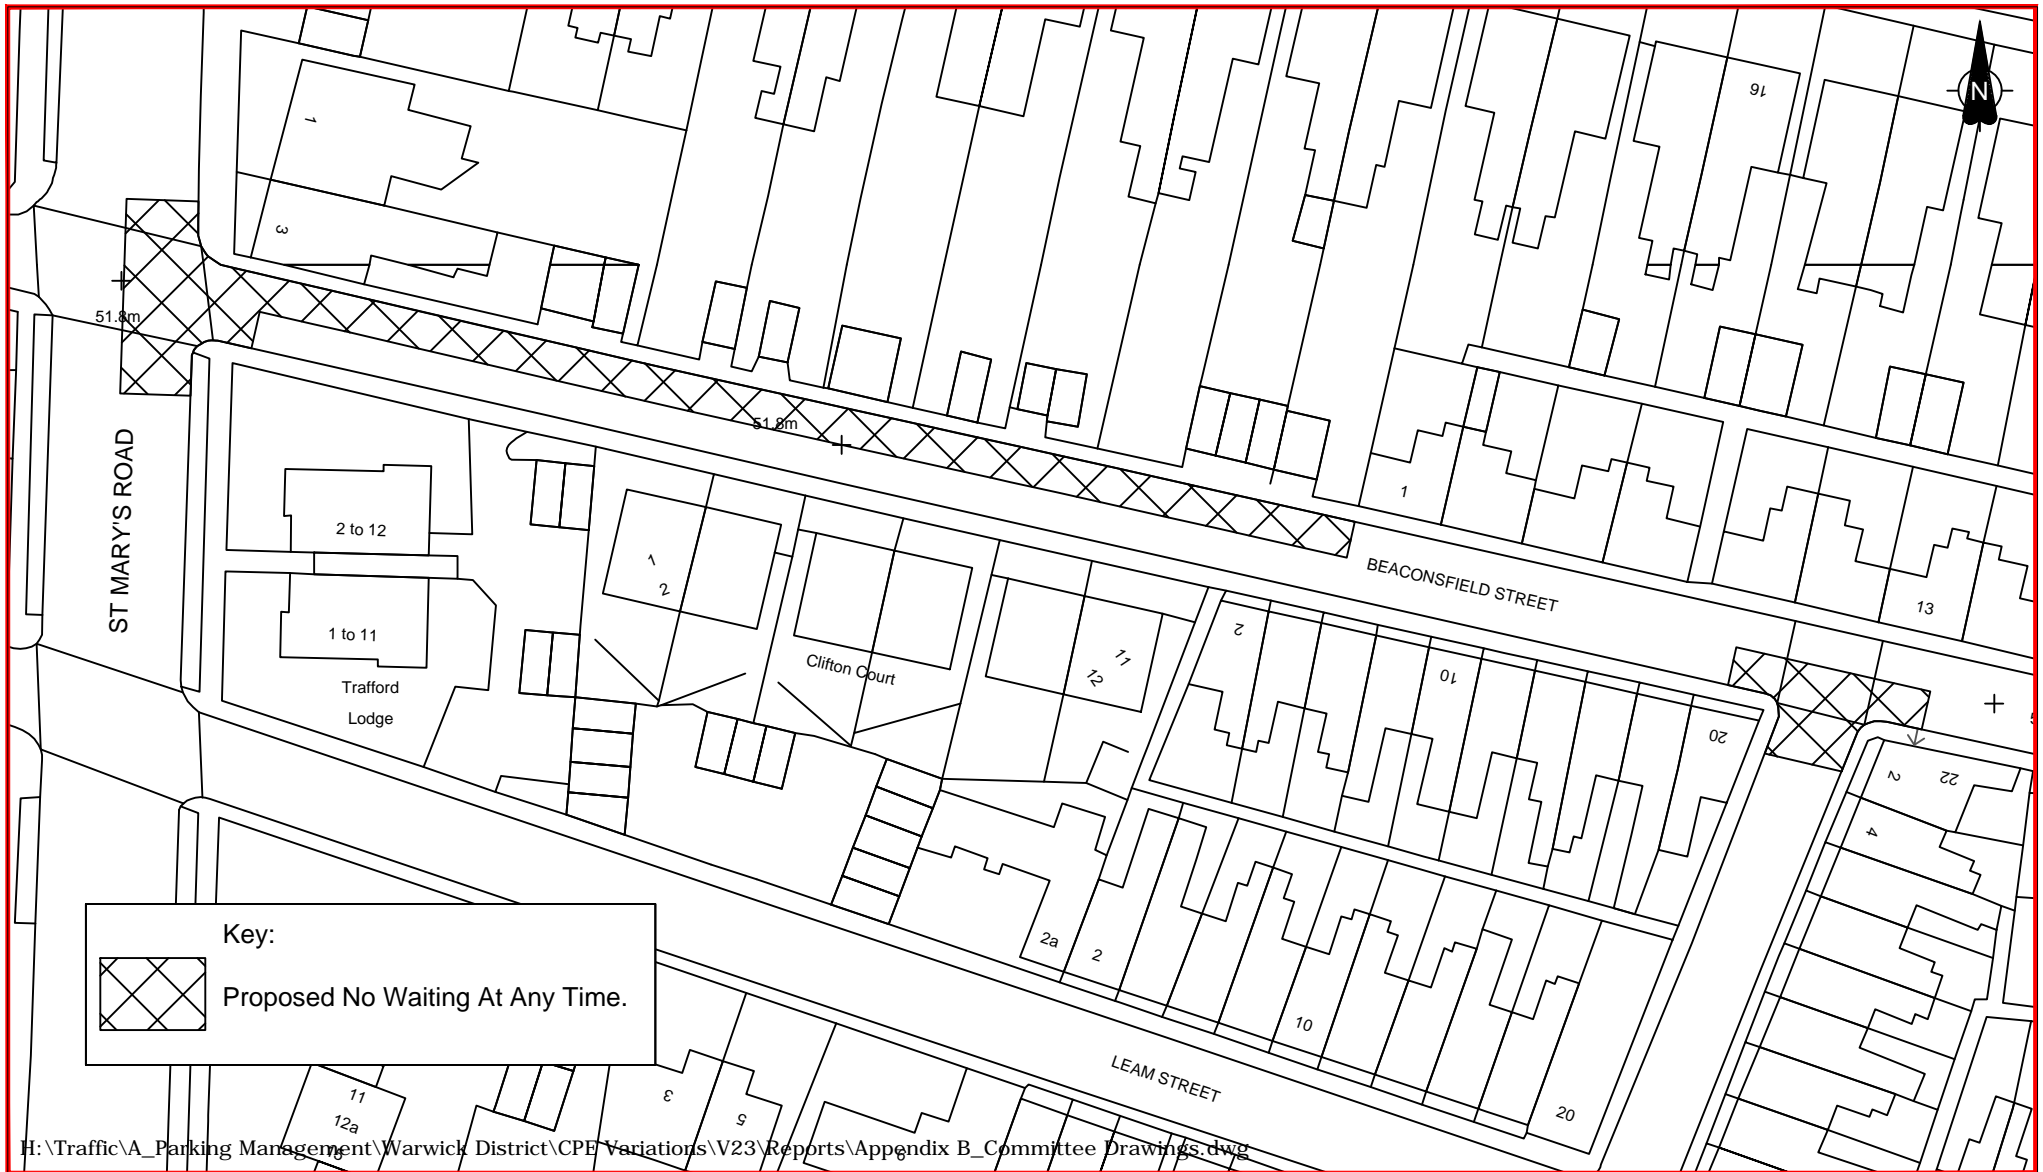 16
N
1
3
51.8m
51.8m
ST MARY'S ROAD
1
2 to 12
BEACONSFIELD STREET
1
2
13
1 to 11
2
11
12
Clifton Court
10
Trafford
Lodge
20
2
22
4
2a
2
Key:
Proposed No Waiting At Any Time.
10
LEAM STREET
20
11
12a
3
5
6
H:\Traffic\A_Parking Management\Warwick District\CPE Variations\V23\Reports\Appendix B_Committee Drawings.dwg